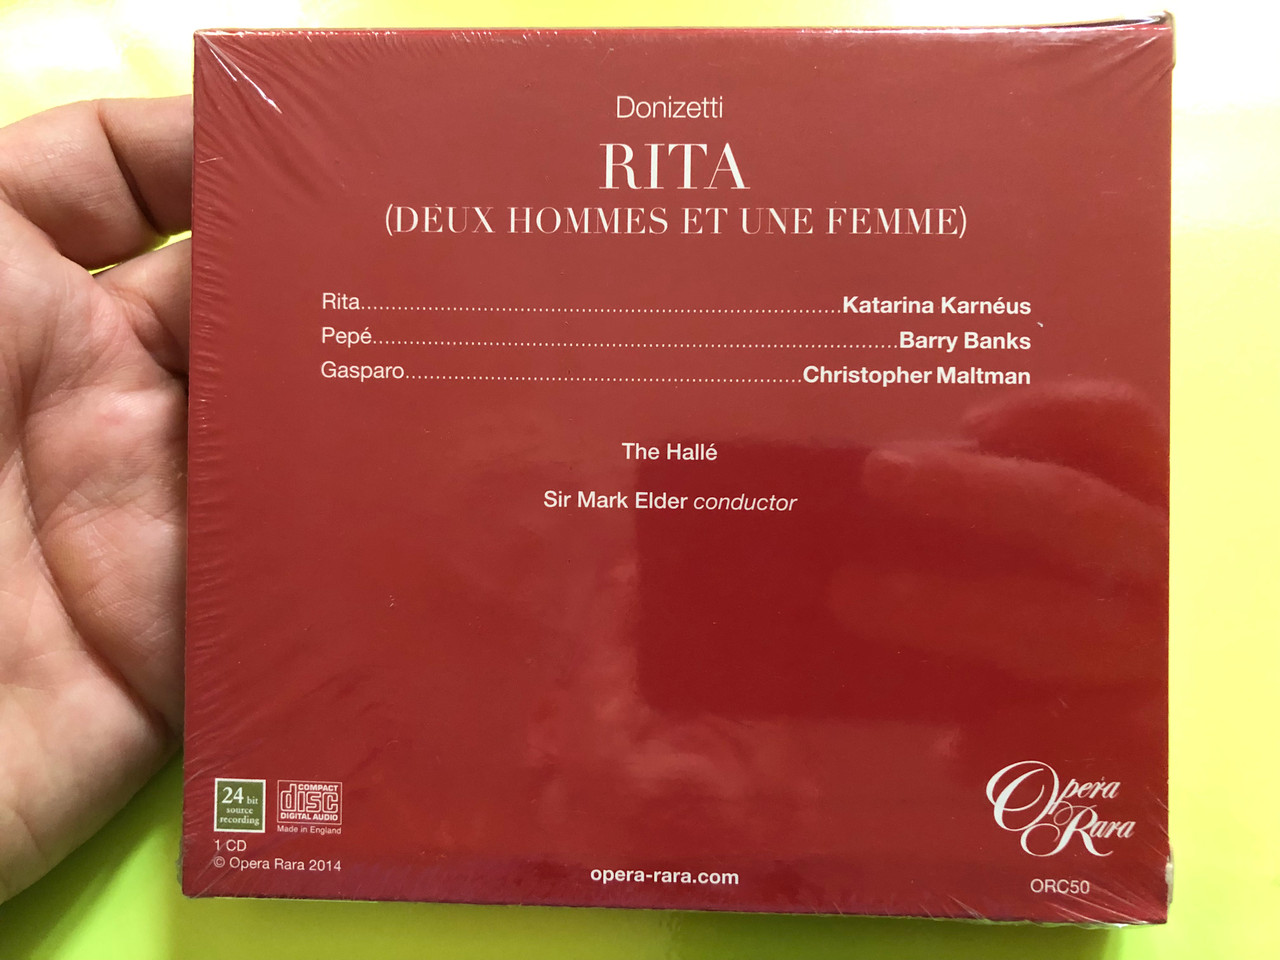 Donizetti
RITA
(DEUX HOMMES ET UNE FEMME)
Rita..............................................................................Katarina Karnéus
Pepé.....................................................................................Barry Banks
Gasparo................................................................Christopher Maltman
The Hallé
Sir Mark Elder conductor
24 bit
source
recording
COMPACT
disc
DIGITAL AUDIO
Made in England
1 CD
© Opera Rara 2014
opera-rara.com
Opera
Rara
ORC50